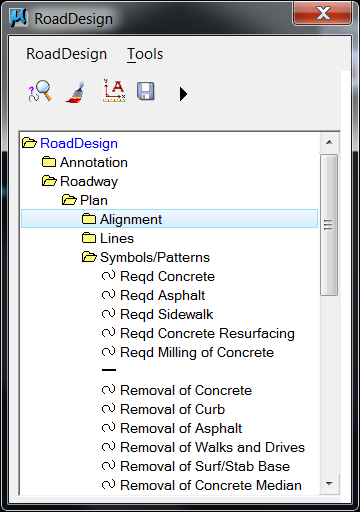 RoadDesign
RoadDesign Tools
RoadDesign
Annotation
Roadway
Plan
Alignment
Lines
Symbols/Patterns
Reqd Concrete
Reqd Asphalt
Reqd Sidewalk
Reqd Concrete Resurfacing
Reqd Milling of Concrete
Removal of Concrete
Removal of Curb
Removal of Asphalt
Removal of Walks and Drives
Removal of Surf/Stab Base
Removal of Concrete Median